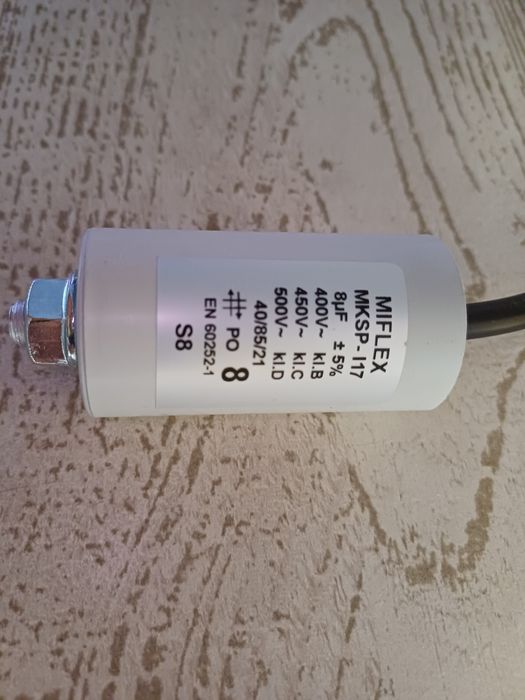 MIFLEX
MKSP - I17
8µF ± 5%
400V~ kl.B
450V~ kl.C
500V~ kl.D
40/85/21
PO 8
EN 60252-1
S8